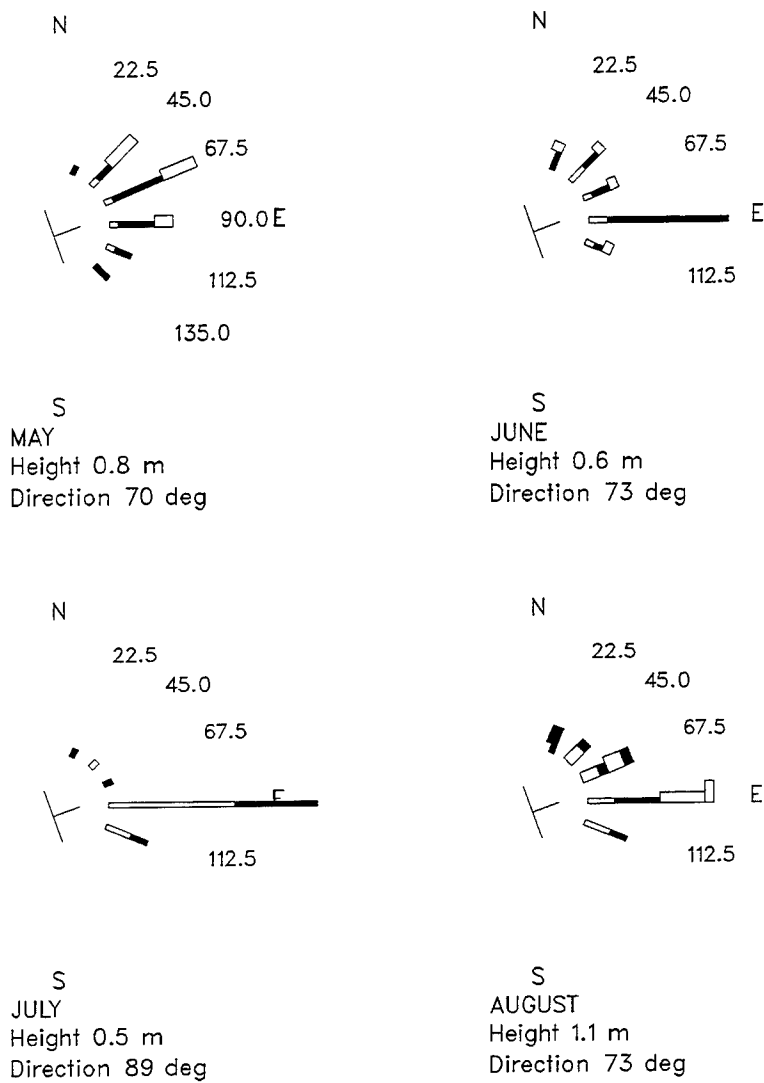 N
22.5
45.0
67.5
90.0 E
112.5
135.0
S
MAY
Height 0.8 m
Direction 70 deg
N
22.5
45.0
67.5
E
112.5
S
JUNE
Height 0.6 m
Direction 73 deg
N
22.5
45.0
67.5
E
112.5
S
JULY
Height 0.5 m
Direction 89 deg
N
22.5
45.0
67.5
E
112.5
S
AUGUST
Height 1.1 m
Direction 73 deg